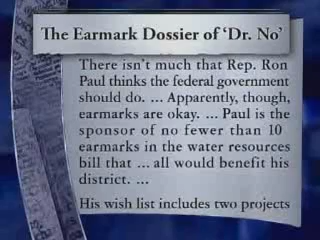 The Earmark Dossier of 'Dr. No'
There isn't much that Rep. Ron
Paul thinks the federal government
should do. ... Apparently, though,
earmarks are okay. ... Paul is the
sponsor of no fewer than 10
earmarks in the water resources
bill that ... all would benefit his
district. ...
His wish list includes two projects